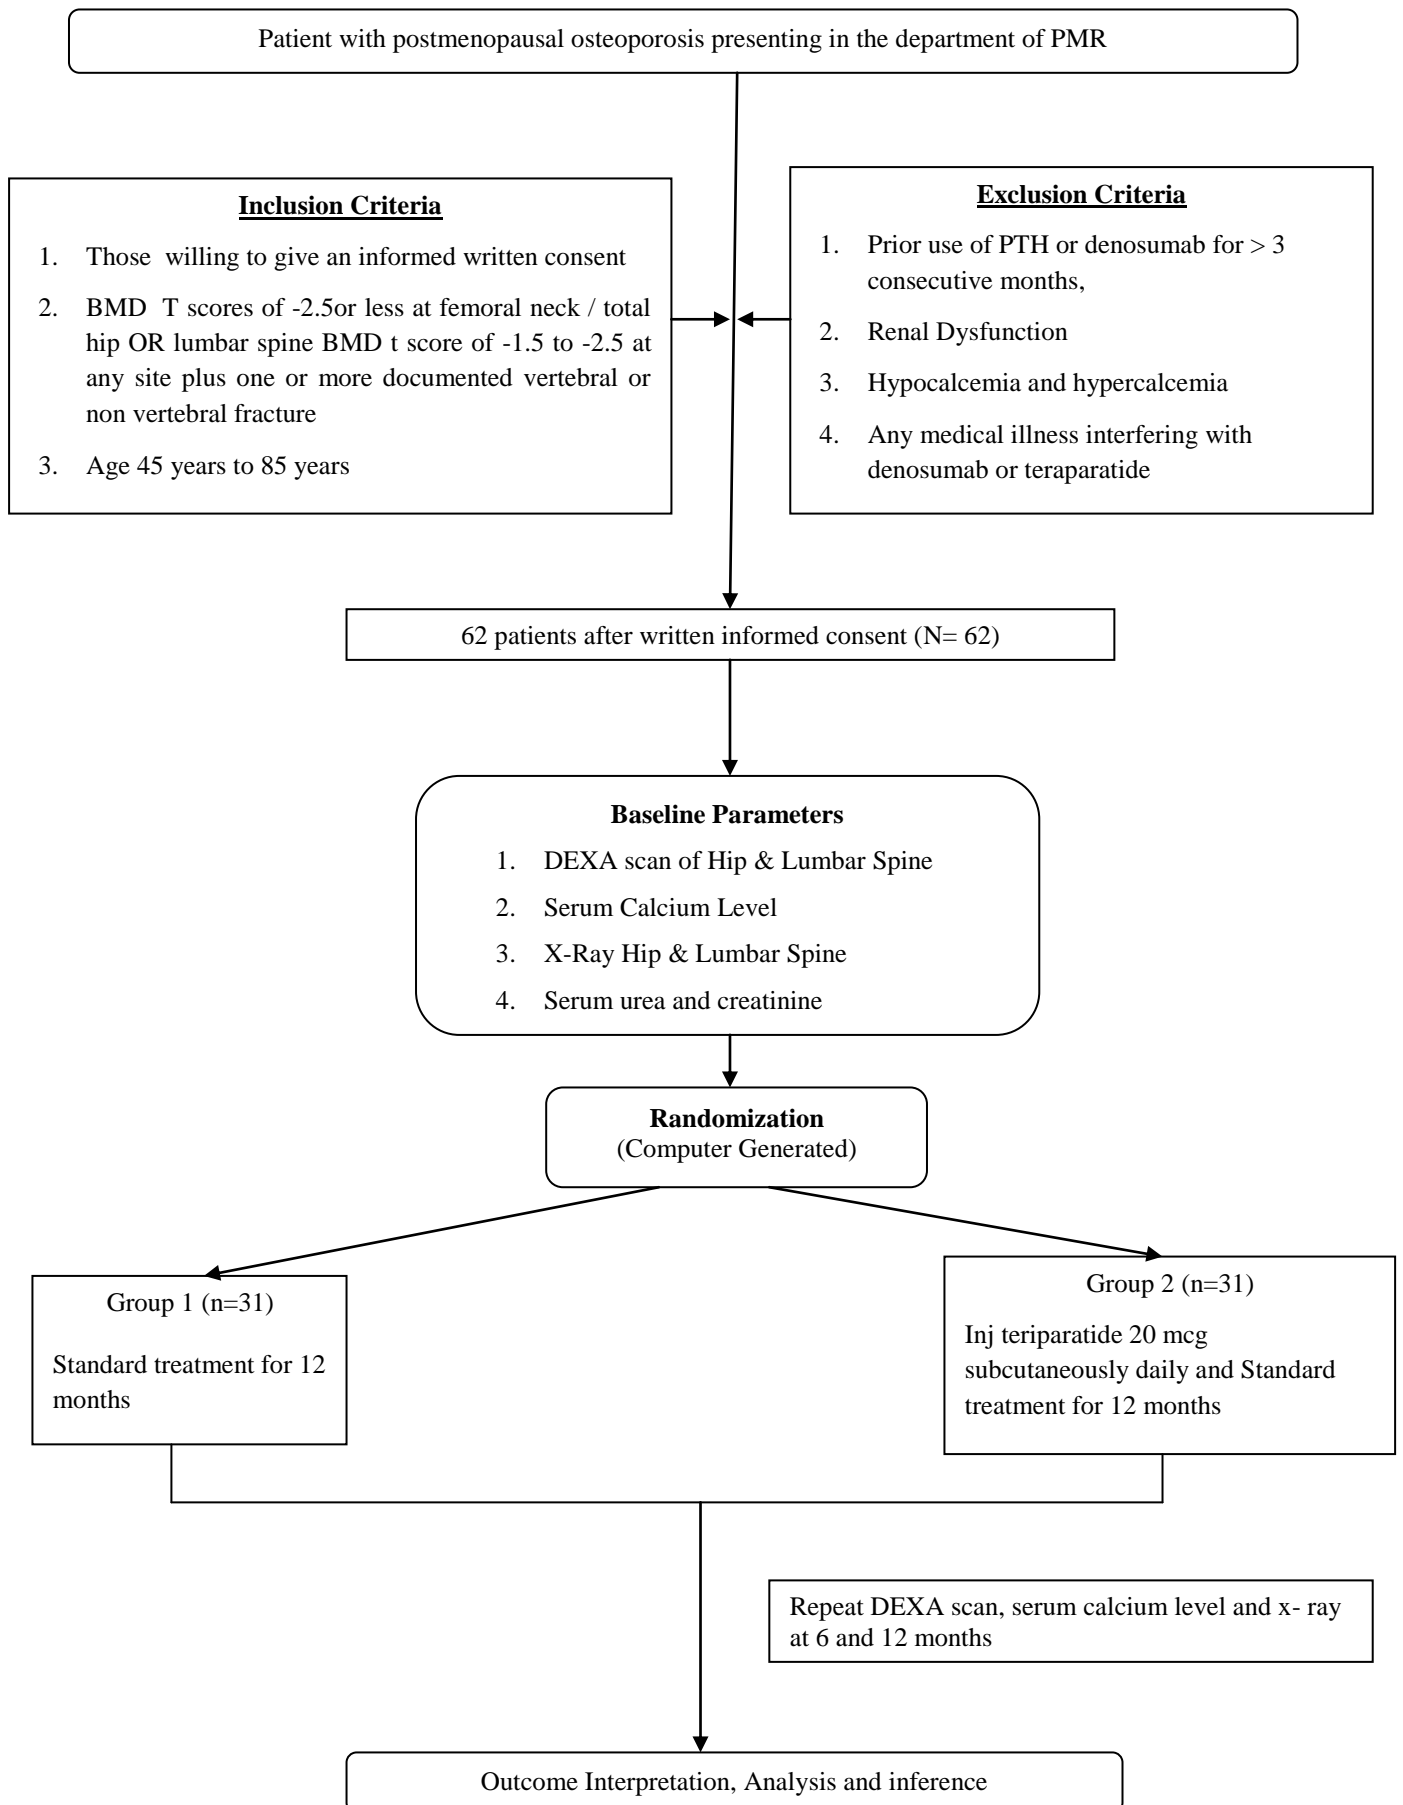 Patient with postmenopausal osteoporosis presenting in the department of PMR
Inclusion Criteria
1. Those willing to give an informed written consent
2. BMD T scores of -2.5or less at femoral neck / total
hip OR lumbar spine BMD t score of -1.5 to -2.5 at
any site plus one or more documented vertebral or
non vertebral fracture
3. Age 45 years to 85 years
Exclusion Criteria
1. Prior use of PTH or denosumab for > 3
consecutive months,
2. Renal Dysfunction
3. Hypocalcemia and hypercalcemia
4. Any medical illness interfering with
denosumab or teraparatide
62 patients after written informed consent (N= 62)
Baseline Parameters
1. DEXA scan of Hip & Lumbar Spine
2. Serum Calcium Level
3. X-Ray Hip & Lumbar Spine
4. Serum urea and creatinine
Randomization
(Computer Generated)
Group 1 (n=31)
Standard treatment for 12
months
Group 2 (n=31)
Inj teriparatide 20 mcg
subcutaneously daily and Standard
treatment for 12 months
Repeat DEXA scan, serum calcium level and x- ray
at 6 and 12 months
Outcome Interpretation, Analysis and inference